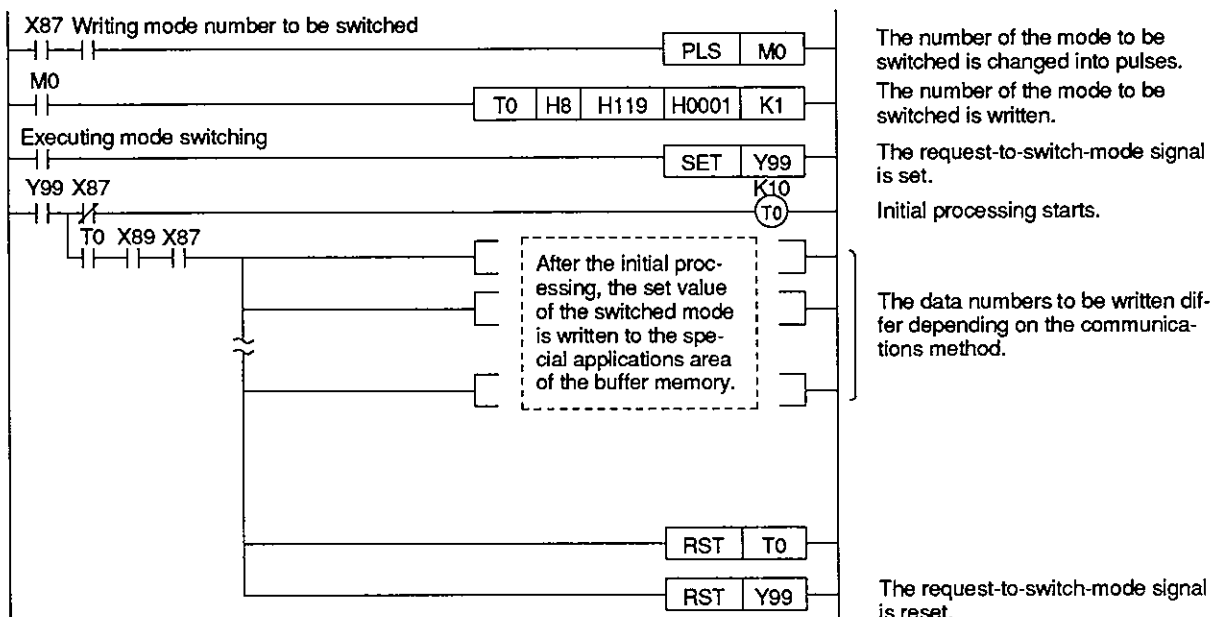 X87 Writing mode number to be switched
PLS M0
The number of the mode to be
switched is changed into pulses.
M0
T0 H8 H119 H0001 K1
The number of the mode to be
switched is written.
Executing mode switching
SET Y99
The request-to-switch-mode signal
is set.
Y99 X87
K10
T0
Initial processing starts.
T0 X89 X87
After the initial proc-
essing, the set value
of the switched mode
is written to the spe-
cial applications area
of the buffer memory.
The data numbers to be written dif-
fer depending on the communica-
tions method.
RST T0
RST Y99
The request-to-switch-mode signal
is reset.